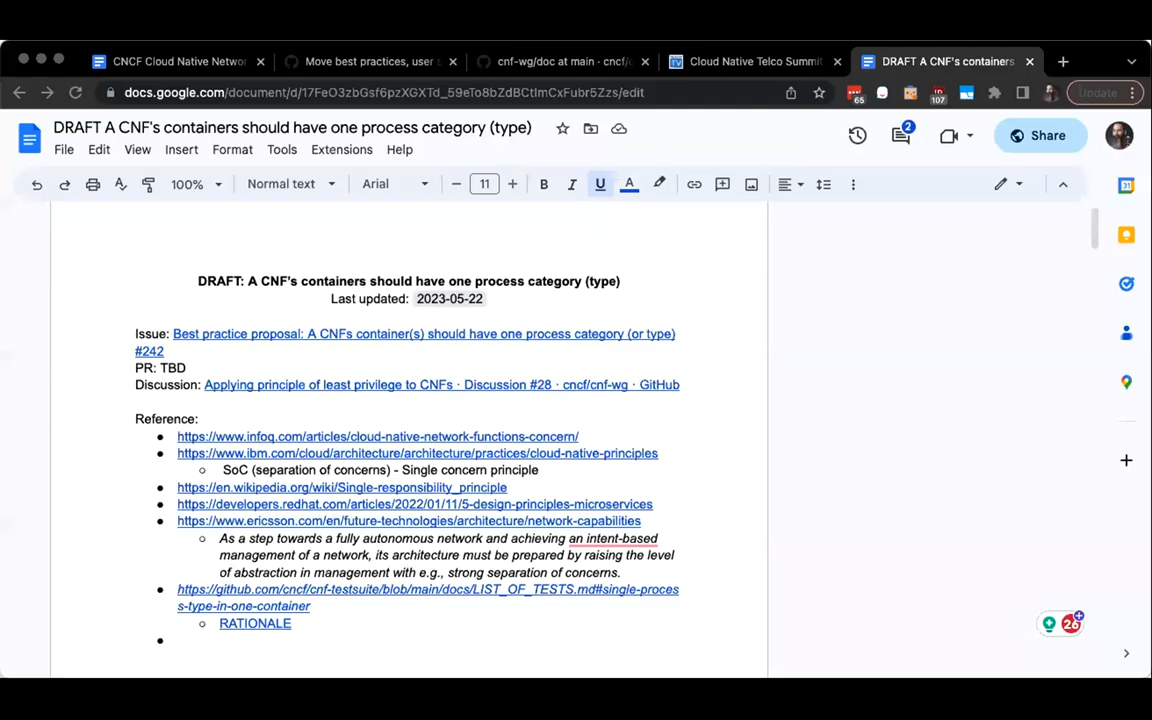 CNCF Cloud Native Netwo
Move best practices, user s
cnf-wg/doc at main · cncf/c
Cloud Native Telco Summit
DRAFT A CNF's containers
docs.google.com/document/d/17FeO3zbGsf6pzXGXTd_59eTo8bZdBCtImCxFubr5Zzs/edit
65
107
Update
DRAFT A CNF's containers should have one process category (type)
2
Share
File Edit View Insert Format Tools Extensions Help
100%
Normal text
Arial
11
B I U A
31
DRAFT: A CNF's containers should have one process category (type)
Last updated: 2023-05-22
Issue: Best practice proposal: A CNFs container(s) should have one process category (or type)
#242
PR: TBD
Discussion: Applying principle of least privilege to CNFs · Discussion #28 · cncf/cnf-wg · GitHub
Reference:
https://www.infoq.com/articles/cloud-native-network-functions-concern/
https://www.ibm.com/cloud/architecture/architecture/practices/cloud-native-principles
SoC (separation of concerns) - Single concern principle
https://en.wikipedia.org/wiki/Single-responsibility_principle
https://developers.redhat.com/articles/2022/01/11/5-design-principles-microservices
https://www.ericsson.com/en/future-technologies/architecture/network-capabilities
As a step towards a fully autonomous network and achieving an intent-based
management of a network, its architecture must be prepared by raising the level
of abstraction in management with e.g., strong separation of concerns.
https://github.com/cncf/cnf-testsuite/blob/main/docs/LIST_OF_TESTS.md#single-proces
s-type-in-one-container
RATIONALE
26